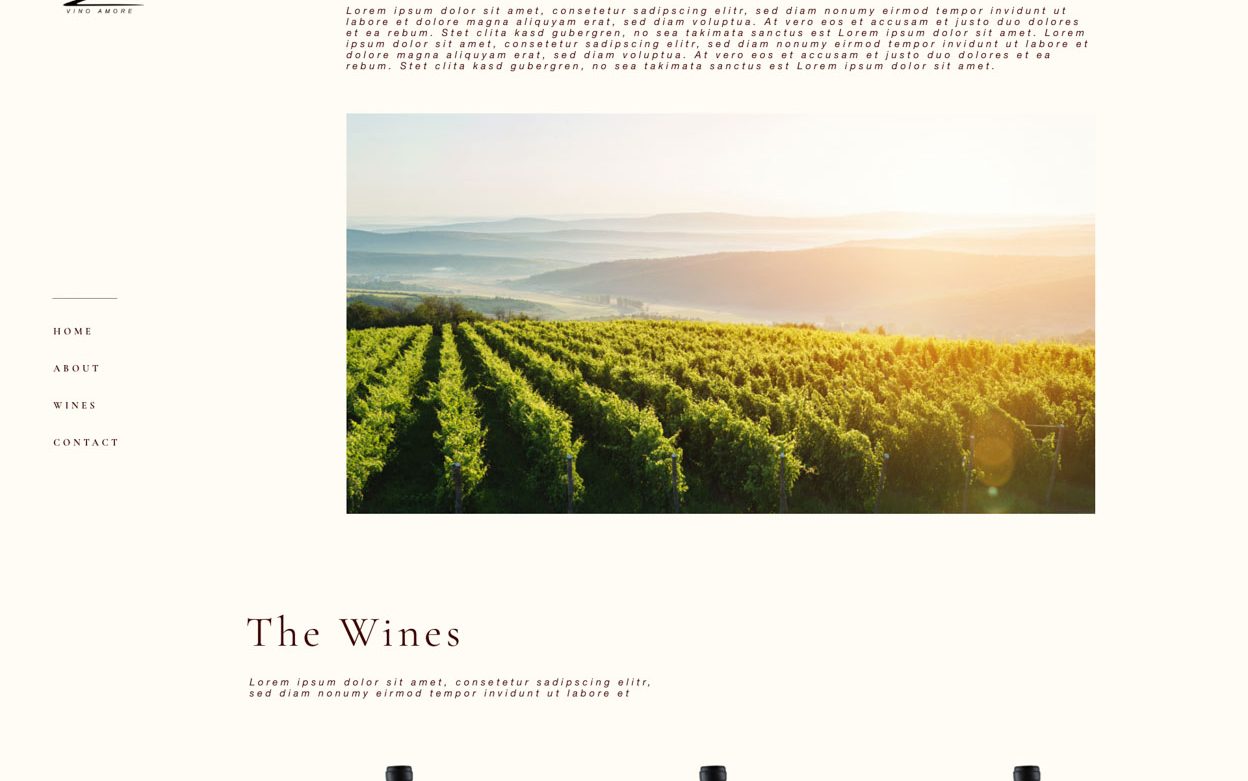 VINO AMORE
Lorem ipsum dolor sit amet, consetetur sadipscing elitr, sed diam nonumy eirmod tempor invidunt ut
labore et dolore magna aliquyam erat, sed diam voluptua. At vero eos et accusam et justo duo dolores
et ea rebum. Stet clita kasd gubergren, no sea takimata sanctus est Lorem ipsum dolor sit amet. Lorem
ipsum dolor sit amet, consetetur sadipscing elitr, sed diam nonumy eirmod tempor invidunt ut labore et
dolore magna aliquyam erat, sed diam voluptua. At vero eos et accusam et justo duo dolores et ea
rebum. Stet clita kasd gubergren, no sea takimata sanctus est Lorem ipsum dolor sit amet.
HOME
ABOUT
WINES
CONTACT
The Wines
Lorem ipsum dolor sit amet, consetetur sadipscing elitr,
sed diam nonumy eirmod tempor invidunt ut labore et